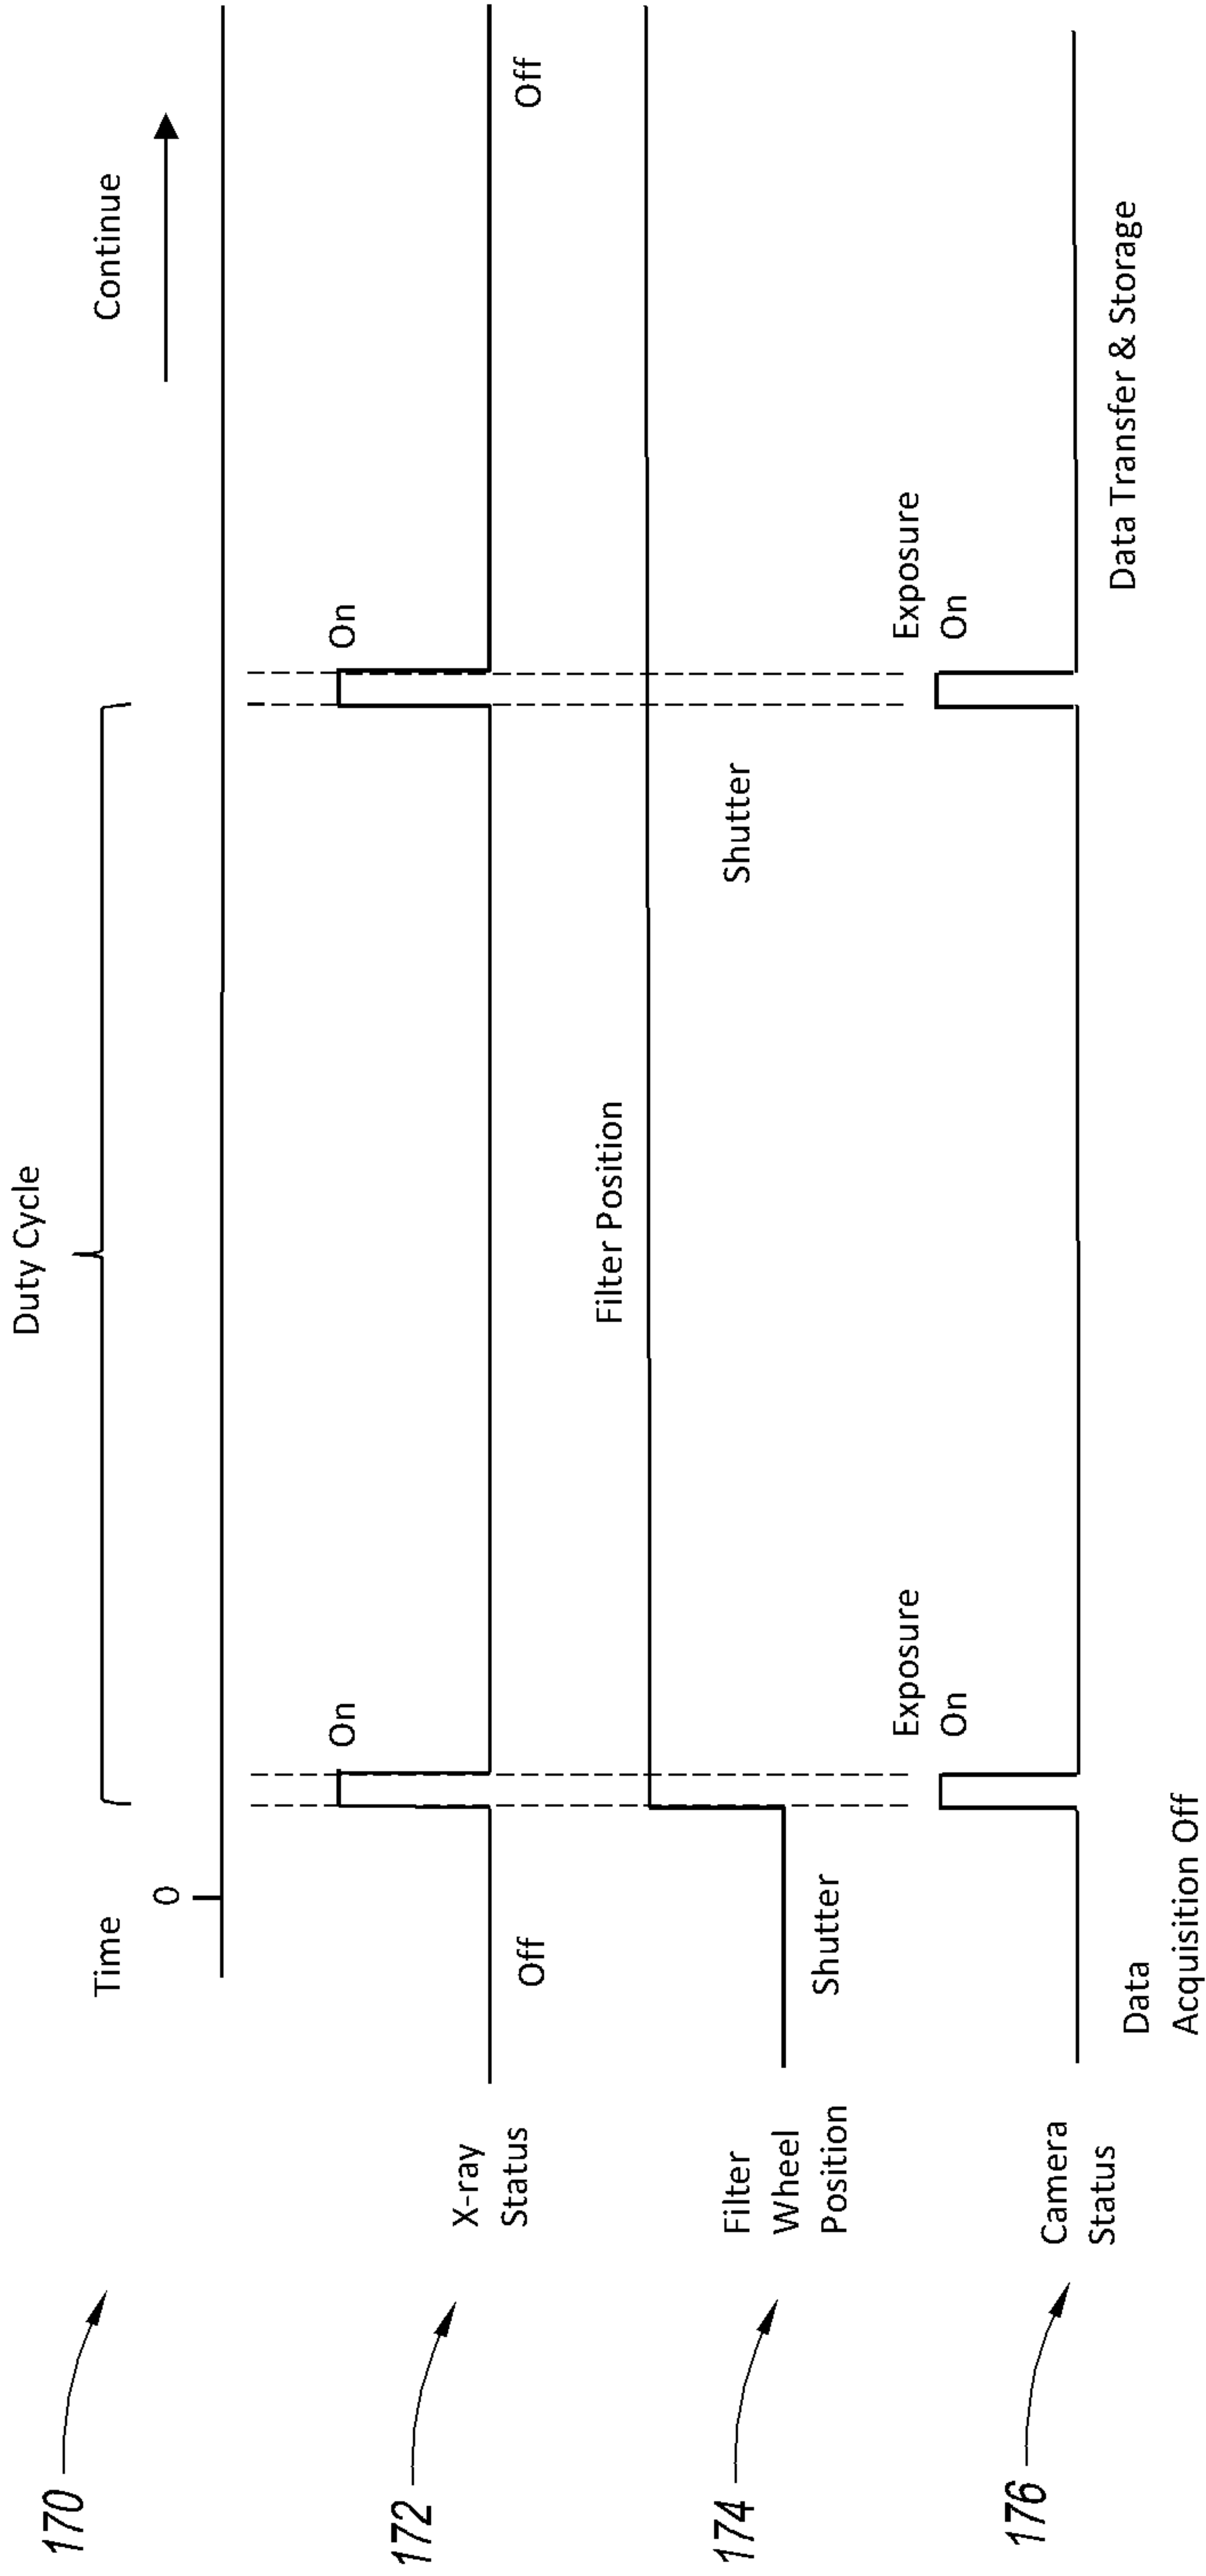 Duty Cycle
170
Time
0
Continue
172
X-ray
Status
Off
On
On
Off
174
Filter
Wheel
Position
Shutter
Filter Position
Shutter
176
Camera
Status
Data
Acquisition Off
Exposure
On
Exposure
On
Data Transfer & Storage